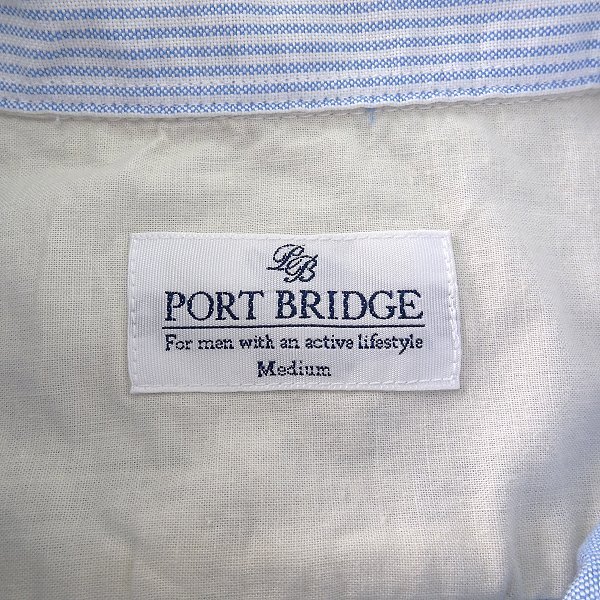 PB
PORT BRIDGE
For men with an active lifestyle
Medium